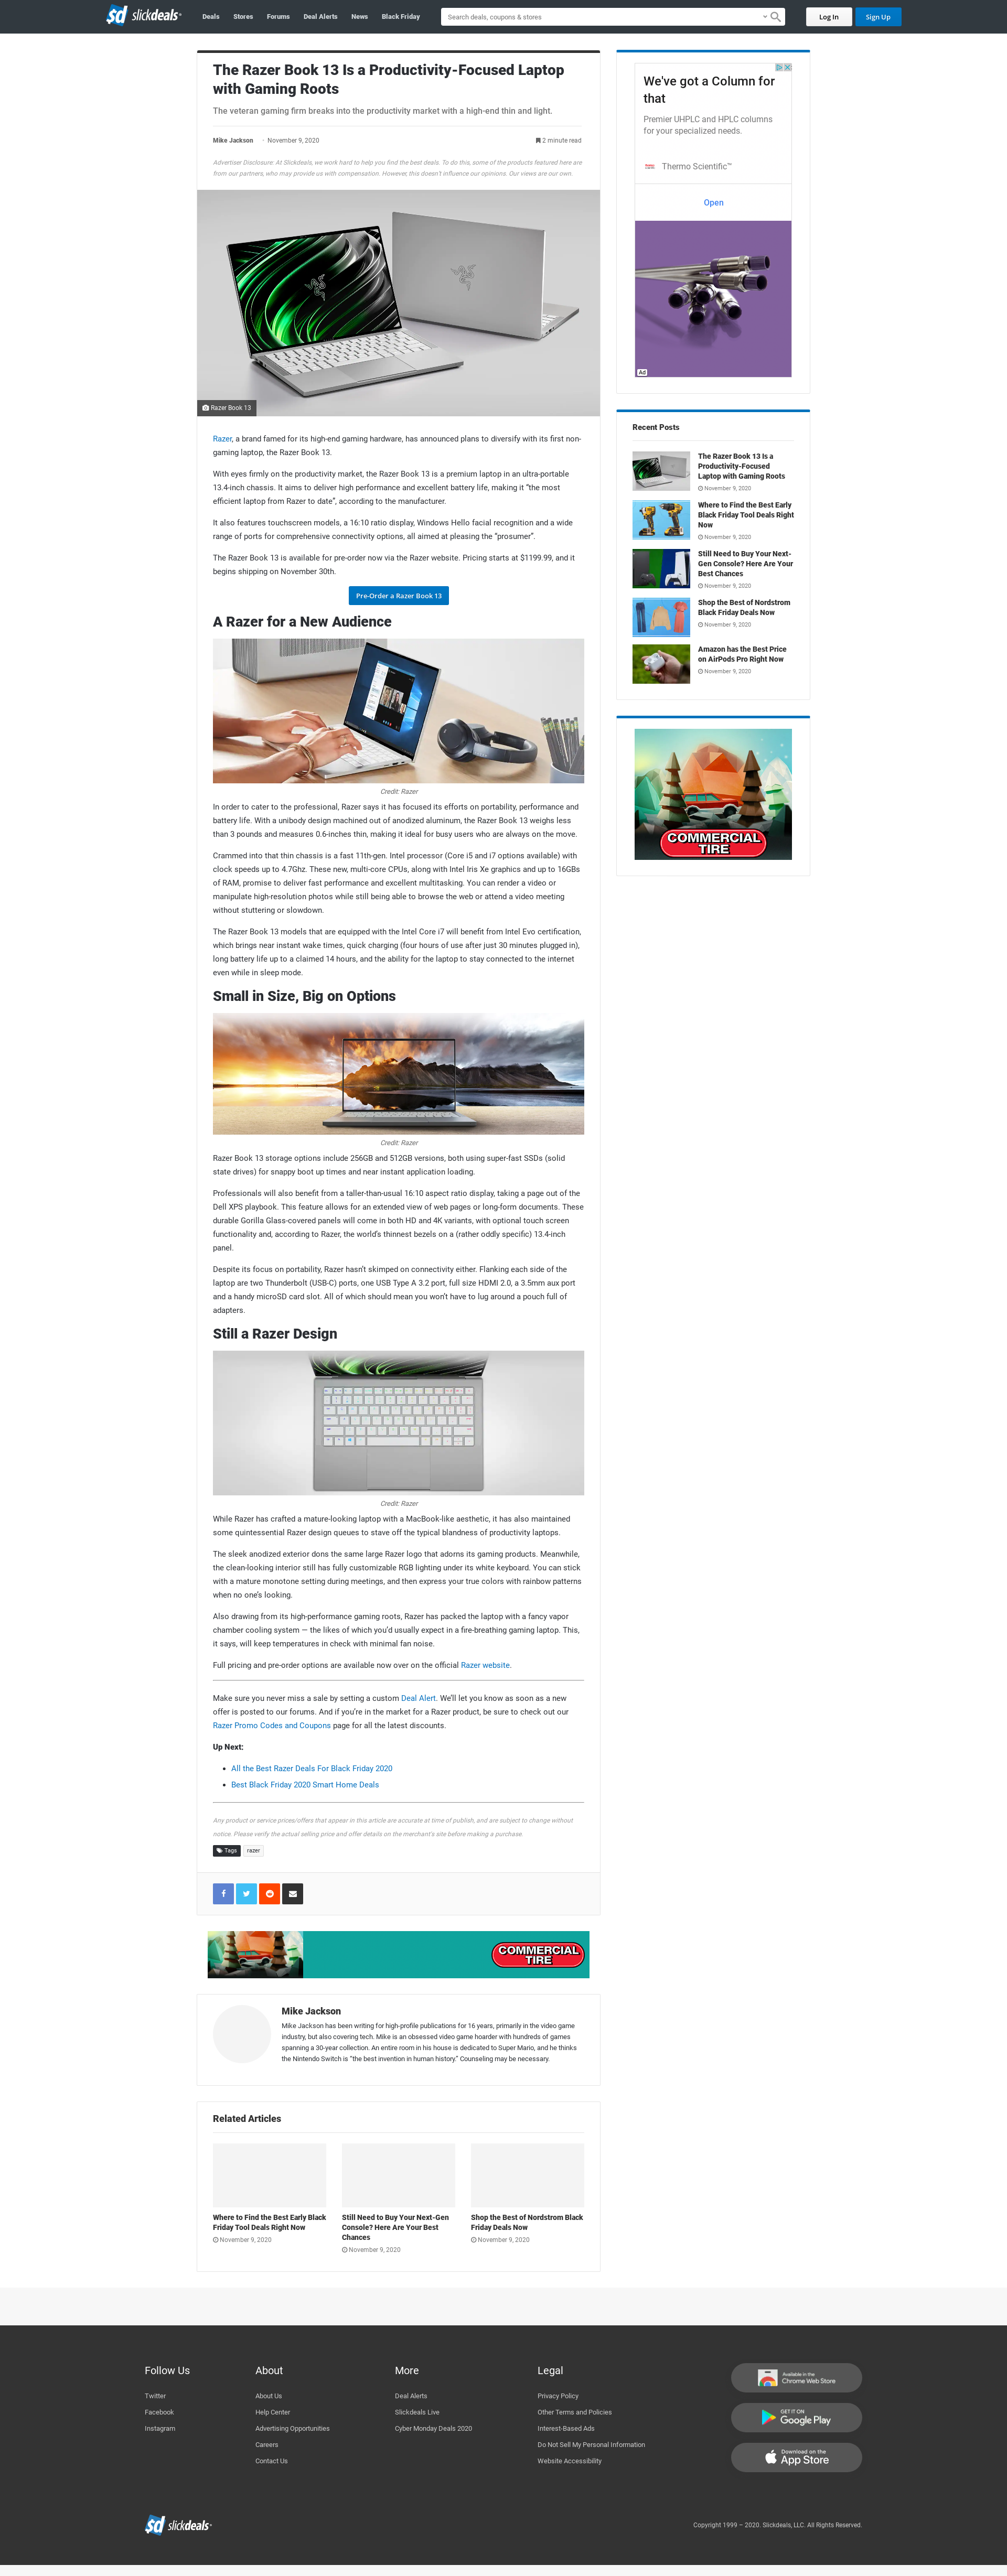 slickdeals
Deals
Stores
Forums
Deal Alerts
News
Black Friday
Search deals, coupons & stores
Log In
Sign Up
The Razer Book 13 Is a Productivity-Focused Laptop
with Gaming Roots
The veteran gaming firm breaks into the productivity market with a high-end thin and light.
Mike Jackson · November 9, 2020
2 minute read
Advertiser Disclosure: At Slickdeals, we work hard to help you find the best deals. To do this, some of the products featured here are
from our partners, who may provide us with compensation. However, this doesn't influence our opinions. Our views are our own.
Razer Book 13
Razer, a brand famed for its high-end gaming hardware, has announced plans to diversify with its first non-
gaming laptop, the Razer Book 13.
With eyes firmly on the productivity market, the Razer Book 13 is a premium laptop in an ultra-portable
13.4-inch chassis. It aims to deliver high performance and excellent battery life, making it “the most
efficient laptop from Razer to date”, according to the manufacturer.
It also features touchscreen models, a 16:10 ratio display, Windows Hello facial recognition and a wide
range of ports for comprehensive connectivity options, all aimed at pleasing the “prosumer”.
The Razer Book 13 is available for pre-order now via the Razer website. Pricing starts at $1199.99, and it
begins shipping on November 30th.
Pre-Order a Razer Book 13
A Razer for a New Audience
Credit: Razer
In order to cater to the professional, Razer says it has focused its efforts on portability, performance and
battery life. With a unibody design machined out of anodized aluminum, the Razer Book 13 weighs less
than 3 pounds and measures 0.6-inches thin, making it ideal for busy users who are always on the move.
Crammed into that thin chassis is a fast 11th-gen. Intel processor (Core i5 and i7 options available) with
clock speeds up to 4.7Ghz. These new, multi-core CPUs, along with Intel Iris Xe graphics and up to 16GBs
of RAM, promise to deliver fast performance and excellent multitasking. You can render a video or
manipulate high-resolution photos while still being able to browse the web or attend a video meeting
without stuttering or slowdown.
The Razer Book 13 models that are equipped with the Intel Core i7 will benefit from Intel Evo certification,
which brings near instant wake times, quick charging (four hours of use after just 30 minutes plugged in),
long battery life up to a claimed 14 hours, and the ability for the laptop to stay connected to the internet
even while in sleep mode.
Small in Size, Big on Options
Credit: Razer
Razer Book 13 storage options include 256GB and 512GB versions, both using super-fast SSDs (solid
state drives) for snappy boot up times and near instant application loading.
Professionals will also benefit from a taller-than-usual 16:10 aspect ratio display, taking a page out of the
Dell XPS playbook. This feature allows for an extended view of web pages or long-form documents. These
durable Gorilla Glass-covered panels will come in both HD and 4K variants, with optional touch screen
functionality and, according to Razer, the world’s thinnest bezels on a (rather oddly specific) 13.4-inch
panel.
Despite its focus on portability, Razer hasn’t skimped on connectivity either. Flanking each side of the
laptop are two Thunderbolt (USB-C) ports, one USB Type A 3.2 port, full size HDMI 2.0, a 3.5mm aux port
and a handy microSD card slot. All of which should mean you won’t have to lug around a pouch full of
adapters.
Still a Razer Design
Credit: Razer
While Razer has crafted a mature-looking laptop with a MacBook-like aesthetic, it has also maintained
some quintessential Razer design queues to stave off the typical blandness of productivity laptops.
The sleek anodized exterior dons the same large Razer logo that adorns its gaming products. Meanwhile,
the clean-looking interior still has fully customizable RGB lighting under its white keyboard. You can stick
with a mature monotone setting during meetings, and then express your true colors with rainbow patterns
when no one’s looking.
Also drawing from its high-performance gaming roots, Razer has packed the laptop with a fancy vapor
chamber cooling system — the likes of which you’d usually expect in a fire-breathing gaming laptop. This,
it says, will keep temperatures in check with minimal fan noise.
Full pricing and pre-order options are available now over on the official Razer website.
Make sure you never miss a sale by setting a custom Deal Alert. We’ll let you know as soon as a new
offer is posted to our forums. And if you’re in the market for a Razer product, be sure to check out our
Razer Promo Codes and Coupons page for all the latest discounts.
Up Next:
All the Best Razer Deals For Black Friday 2020
Best Black Friday 2020 Smart Home Deals
Any product or service prices/offers that appear in this article are accurate at time of publish, and are subject to change without
notice. Please verify the actual selling price and offer details on the merchant's site before making a purchase.
Tags
razer
COMMERCIAL
TIRE
Mike Jackson
Mike Jackson has been writing for high-profile publications for 16 years, primarily in the video game
industry, but also covering tech. Mike is an obsessed video game hoarder with hundreds of games
spanning a 30-year collection. An entire room in his house is dedicated to Super Mario, and he thinks
the Nintendo Switch is “the best invention in human history.” Counseling may be necessary.
Related Articles
Where to Find the Best Early Black
Friday Tool Deals Right Now
November 9, 2020
Still Need to Buy Your Next-Gen
Console? Here Are Your Best
Chances
November 9, 2020
Shop the Best of Nordstrom Black
Friday Deals Now
November 9, 2020
We've got a Column for
that
Premier UHPLC and HPLC columns
for your specialized needs.
Thermo Scientific™
Open
Ad
Recent Posts
The Razer Book 13 Is a
Productivity-Focused
Laptop with Gaming Roots
November 9, 2020
Where to Find the Best Early
Black Friday Tool Deals Right
Now
November 9, 2020
Still Need to Buy Your Next-
Gen Console? Here Are Your
Best Chances
November 9, 2020
Shop the Best of Nordstrom
Black Friday Deals Now
November 9, 2020
Amazon has the Best Price
on AirPods Pro Right Now
November 9, 2020
COMMERCIAL
TIRE
Follow Us
Twitter
Facebook
Instagram
About
About Us
Help Center
Advertising Opportunities
Careers
Contact Us
More
Deal Alerts
Slickdeals Live
Cyber Monday Deals 2020
Legal
Privacy Policy
Other Terms and Policies
Interest-Based Ads
Do Not Sell My Personal Information
Website Accessibility
Available in the
Chrome Web Store
GET IT ON
Google Play
Download on the
App Store
slickdeals
Copyright 1999 – 2020. Slickdeals, LLC. All Rights Reserved.